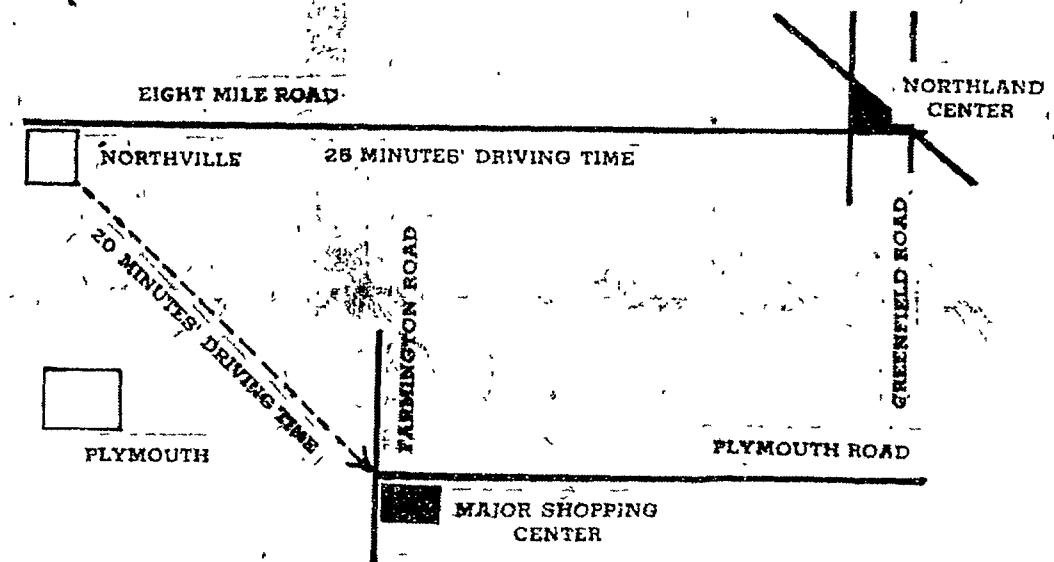 EIGHT MILE ROAD
NORTHLAND
CENTER
NORTHVILLE
25 MINUTES' DRIVING TIME
20 MINUTES' DRIVING TIME
FARMINGTON ROAD
GREENFIELD ROAD
PLYMOUTH
PLYMOUTH ROAD
MAJOR SHOPPING
CENTER